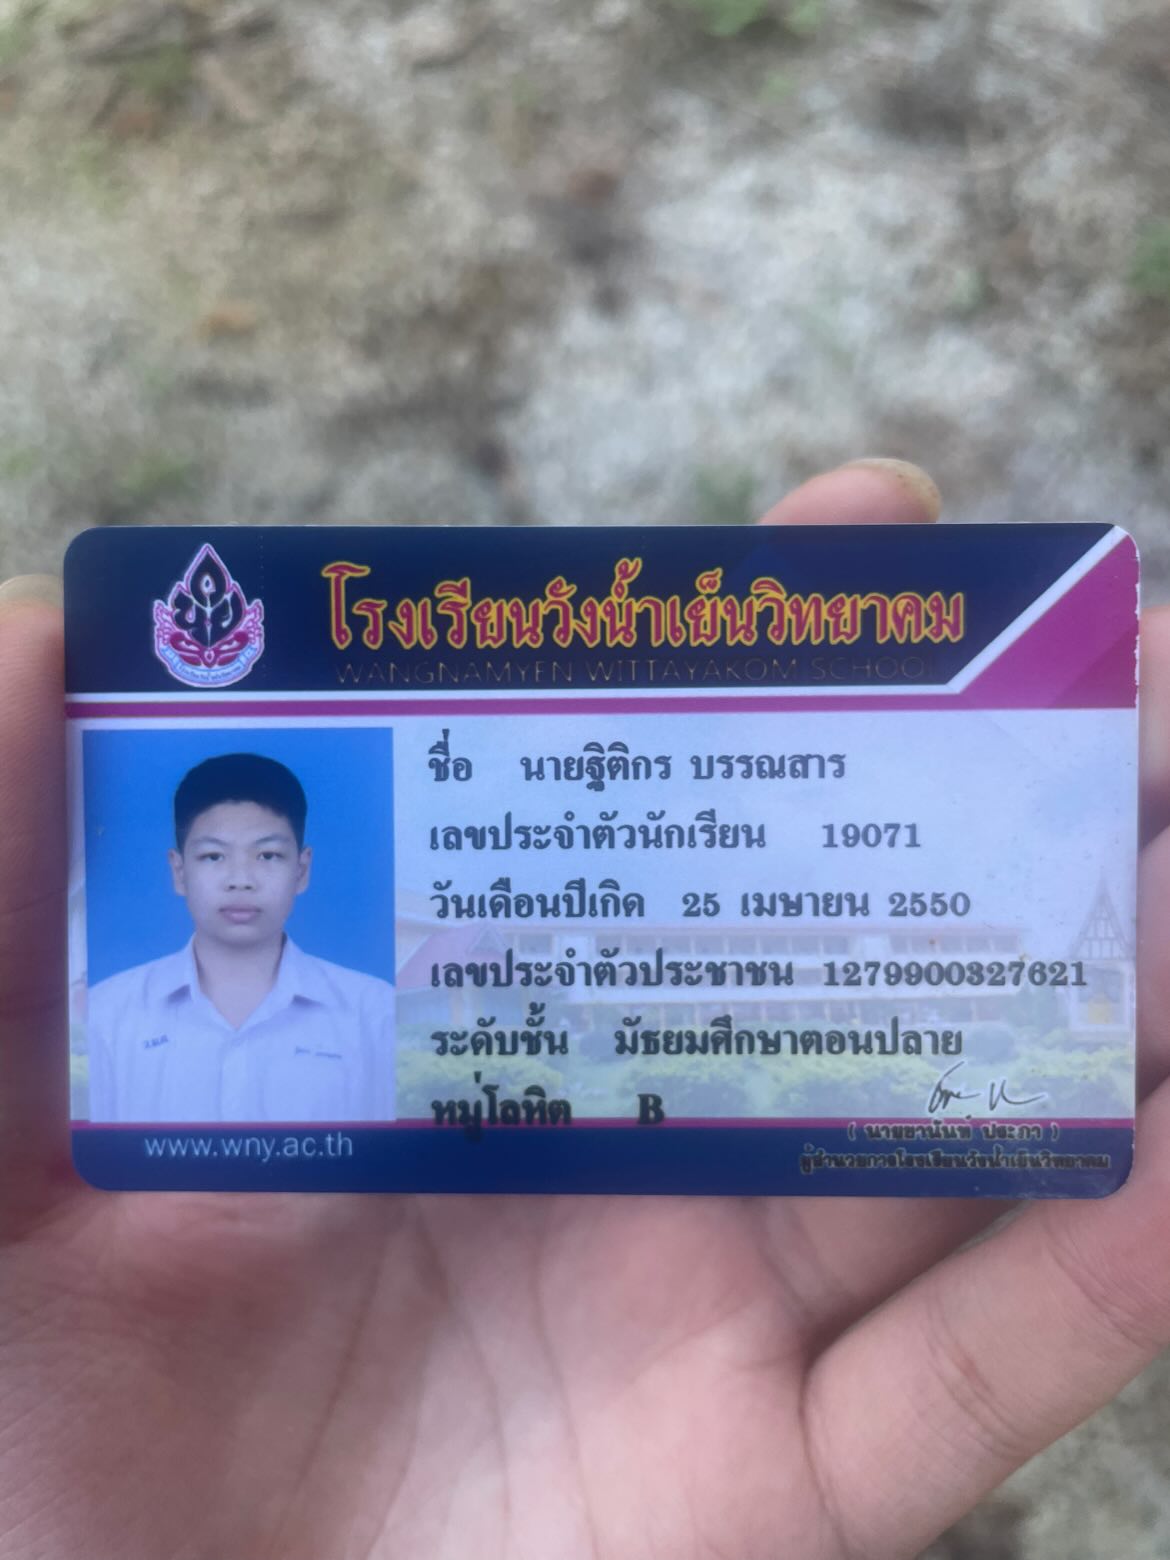 โรงเรียนวังน้ำเย็นวิทยาคม
WANGNAMYEN WITTAYAKOM SCHOOL
ชื่อ นายฐิติกร บรรณสาร
เลขประจำตัวนักเรียน 19071
วันเดือนปีเกิด 25 เมษายน 2550
เลขประจำตัวประชาชน 1279900327621
ระดับชั้น มัธยมศึกษาตอนปลาย
หมู่โลหิต B
( นายยานันท์ ประภา )
ผู้อำนวยการโรงเรียนวังน้ำเย็นวิทยาคม
www.wny.ac.th